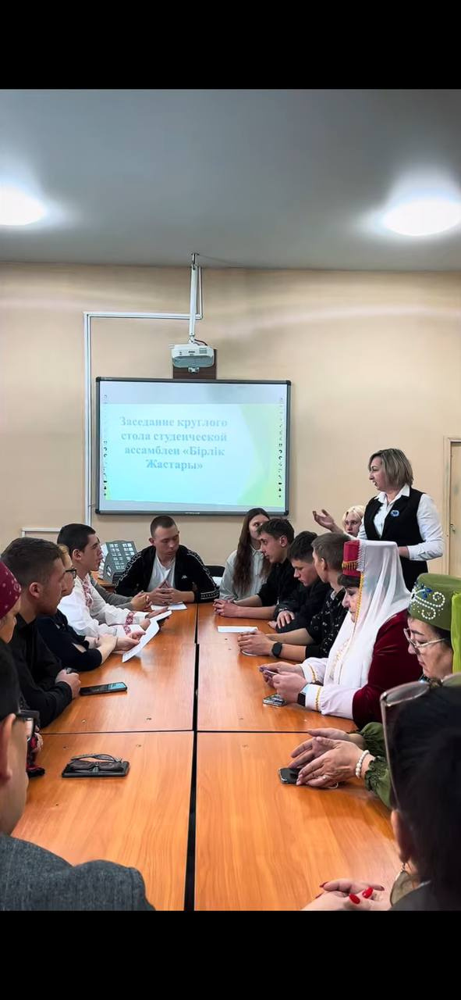 Заседание круглого
стола студенческой
ассамблеи «Бірлік
Жастары»